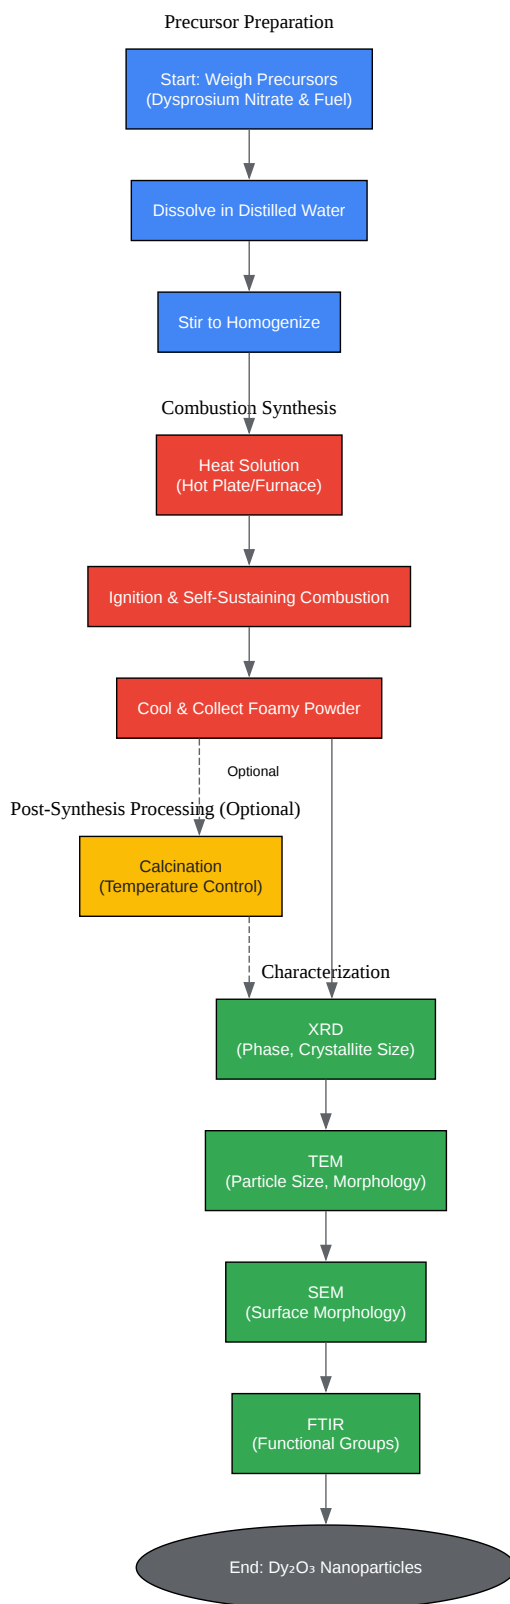 Precursor Preparation
Start: Weigh Precursors
(Dysprosium Nitrate & Fuel)
Dissolve in Distilled Water
Stir to Homogenize
Combustion Synthesis
Heat Solution
(Hot Plate/Furnace)
Ignition & Self-Sustaining Combustion
Cool & Collect Foamy Powder
Optional
Post-Synthesis Processing (Optional)
Calcination
(Temperature Control)
Characterization
XRD
(Phase, Crystallite Size)
TEM
(Particle Size, Morphology)
SEM
(Surface Morphology)
FTIR
(Functional Groups)
End: Dy₂O₃ Nanoparticles